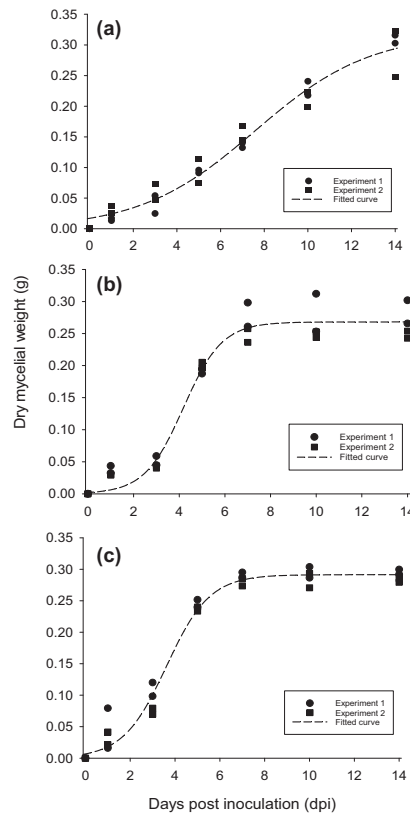 (a)
0.35
0.30
0.25
0.20
0.15
0.10
0.05
0.00
Experiment 1
Experiment 2
Fitted curve
0 2 4 6 8 10 12 14
(b)
0.35
0.30
0.25
0.20
0.15
0.10
0.05
0.00
Experiment 1
Experiment 2
Fitted curve
0 2 4 6 8 10 12 14
Dry mycelial weight (g)
(c)
0.35
0.30
0.25
0.20
0.15
0.10
0.05
0.00
Experiment 1
Experiment 2
Fitted curve
0 2 4 6 8 10 12 14
Days post inoculation (dpi)